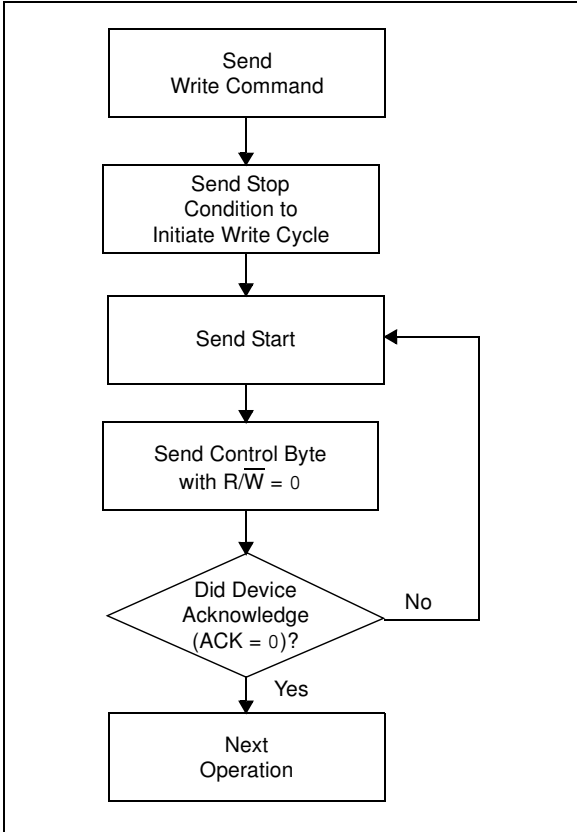 Send
Write Command
Send Stop
Condition to
Initiate Write Cycle
Send Start
Send Control Byte
with R/W̅ = 0
Did Device
Acknowledge
(ACK = 0)?
No
Yes
Next
Operation